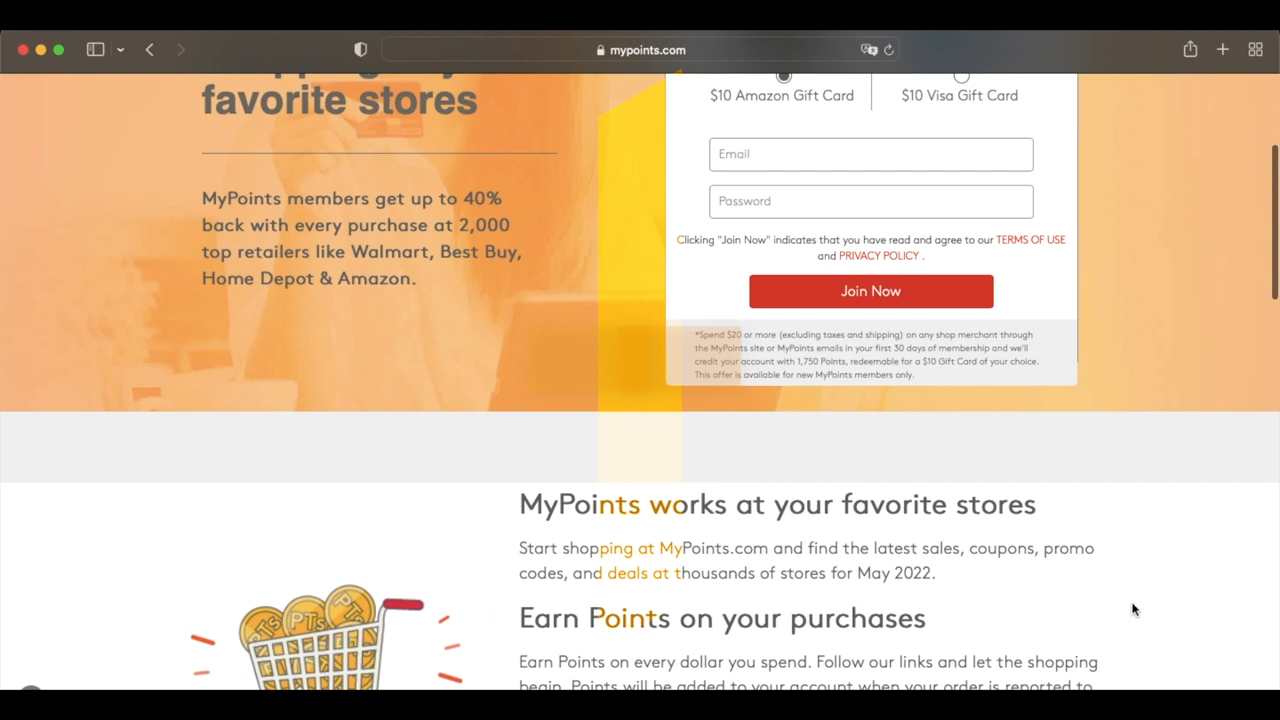 mypoints.com
favorite stores
$10 Amazon Gift Card
$10 Visa Gift Card
Email
Password
MyPoints members get up to 40%
back with every purchase at 2,000
top retailers like Walmart, Best Buy,
Home Depot & Amazon.
Clicking "Join Now" indicates that you have read and agree to our TERMS OF USE
and PRIVACY POLICY .
Join Now
*Spend $20 or more (excluding taxes and shipping) on any shop merchant through
the MyPoints site or MyPoints emails in your first 30 days of membership and we'll
credit your account with 1,750 Points, redeemable for a $10 Gift Card of your choice.
This offer is available for new MyPoints members only.
MyPoints works at your favorite stores
Start shopping at MyPoints.com and find the latest sales, coupons, promo
codes, and deals at thousands of stores for May 2022.
PTS
PTS
PTS
Earn Points on your purchases
Earn Points on every dollar you spend. Follow our links and let the shopping
begin. Points will be added to your account when your order is reported to